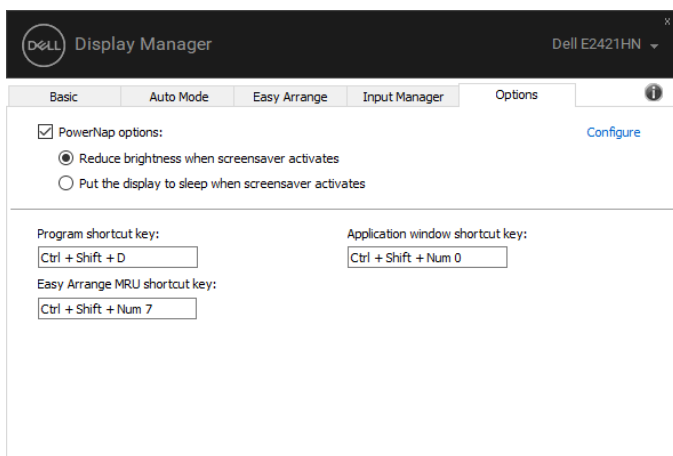 DELL Display Manager
Dell E2421HN
x
Basic Auto Mode Easy Arrange Input Manager Options
PowerNap options: Configure
Reduce brightness when screensaver activates
Put the display to sleep when screensaver activates
Program shortcut key: Application window shortcut key:
Ctrl + Shift + D Ctrl + Shift + Num 0
Easy Arrange MRU shortcut key:
Ctrl + Shift + Num 7